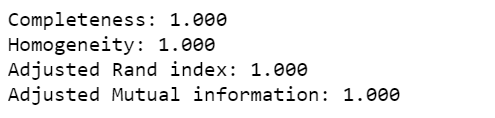 Completeness: 1.000
Homogeneity: 1.000
Adjusted Rand index: 1.000
Adjusted Mutual information: 1.000